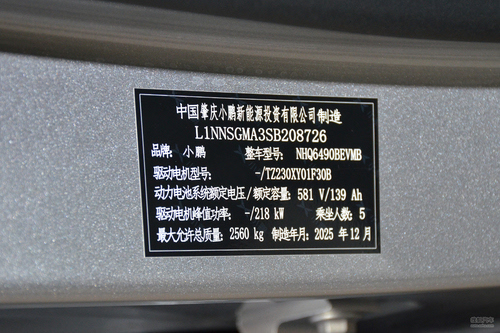 中国肇庆小鹏新能源投资有限公司制造
L1NNSGMA3SB208726
品牌: 小鹏 整车型号: NHQ6490BEVMB
驱动电机型号: -/TZ230XY01F30B
动力电池系统额定电压/额定容量: 581 V/139 Ah
驱动电机峰值功率: -/218 kW 乘坐人数: 5
最大允许总质量: 2560 kg 制造年月: 2025 年 12 月